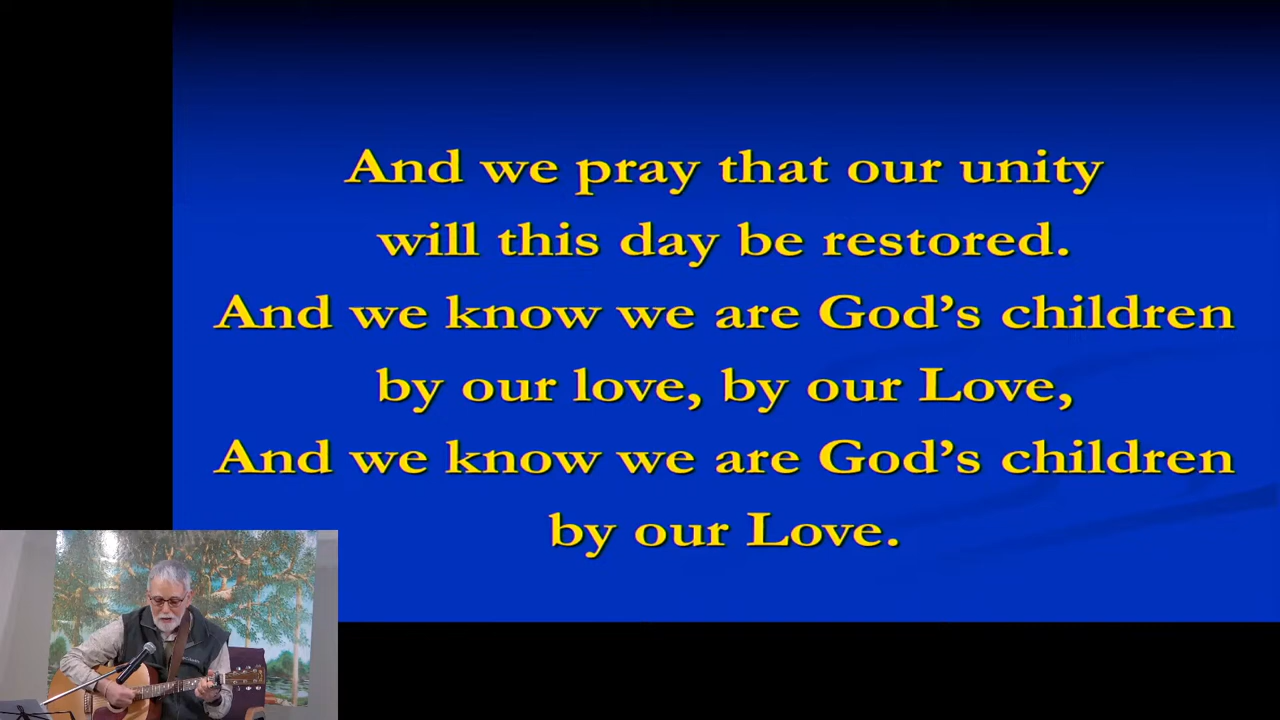 And we pray that our unity
will this day be restored.
And we know we are God’s children
by our love, by our Love,
And we know we are God’s children
by our Love.